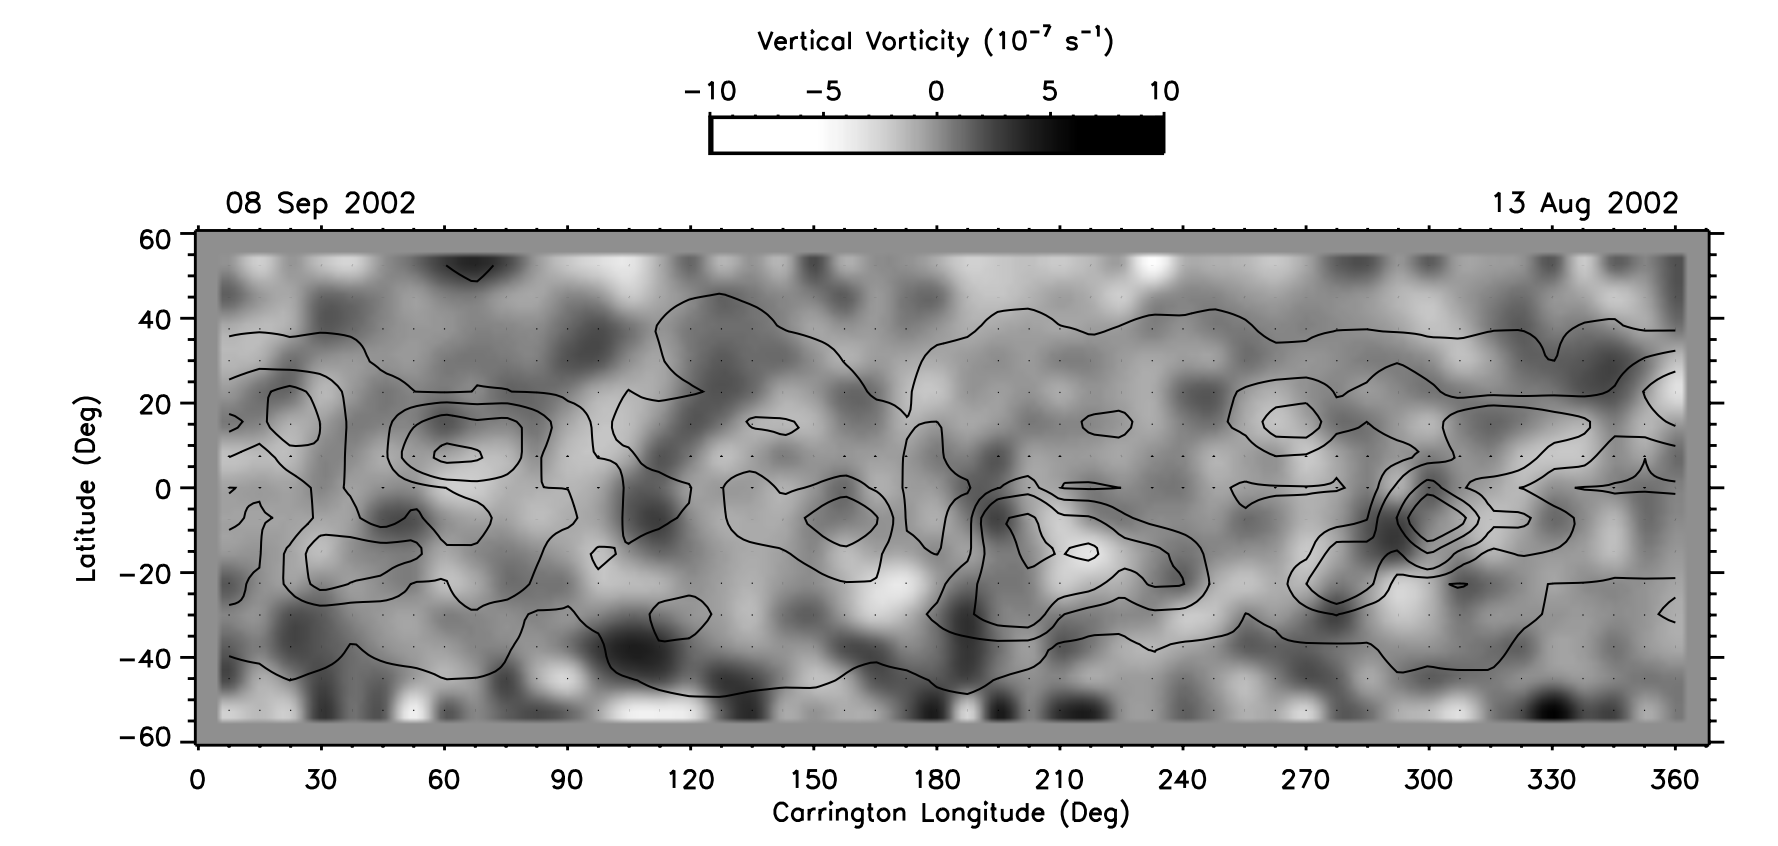 Vertical Vorticity (10⁻⁷ s⁻¹)
−10 −5 0 5 10
08 Sep 2002 13 Aug 2002
60
40
20
0
−20
−40
−60
Latitude (Deg)
0 30 60 90 120 150 180 210 240 270 300 330 360
Carrington Longitude (Deg)